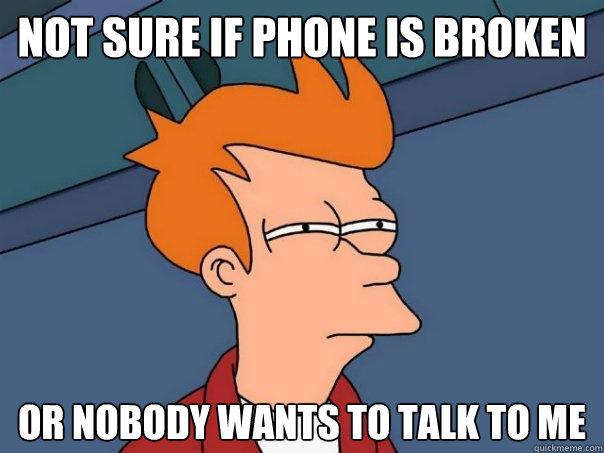 NOT SURE IF PHONE IS BROKEN
OR NOBODY WANTS TO TALK TO ME
quickmeme.com